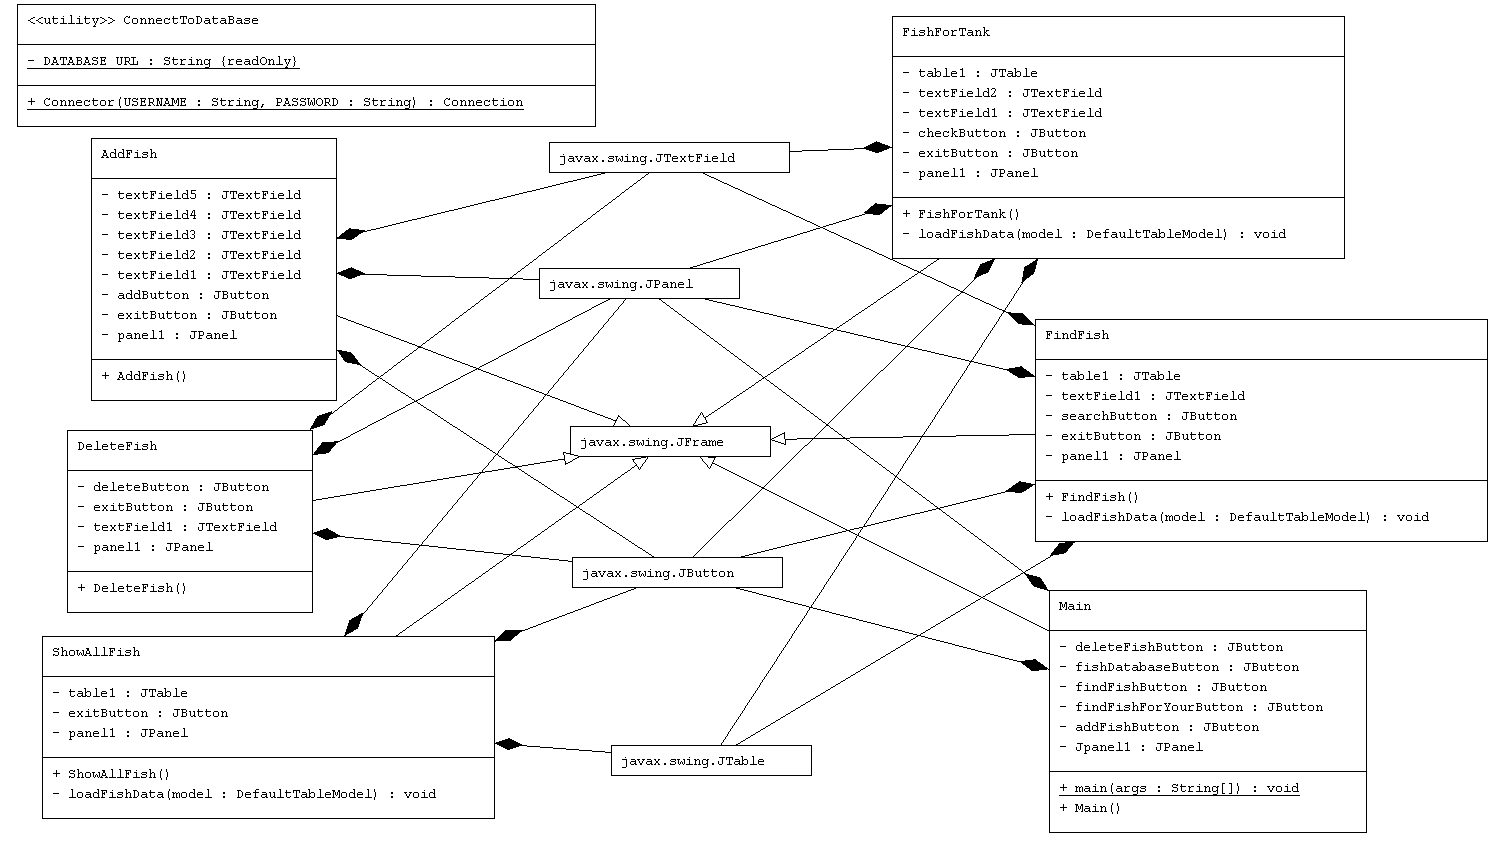 <<utility>> ConnectToDataBase
- DATABASE_URL : String {readOnly}
+ Connector(USERNAME : String, PASSWORD : String) : Connection
AddFish
- textField5 : JTextField
- textField4 : JTextField
- textField3 : JTextField
- textField2 : JTextField
- textField1 : JTextField
- addButton : JButton
- exitButton : JButton
- panel1 : JPanel
+ AddFish()
DeleteFish
- deleteButton : JButton
- exitButton : JButton
- textField1 : JTextField
- panel1 : JPanel
+ DeleteFish()
ShowAllFish
- table1 : JTable
- exitButton : JButton
- panel1 : JPanel
+ ShowAllFish()
- loadFishData(model : DefaultTableModel) : void
javax.swing.JTextField
javax.swing.JPanel
javax.swing.JFrame
javax.swing.JButton
javax.swing.JTable
FishForTank
- table1 : JTable
- textField2 : JTextField
- textField1 : JTextField
- checkButton : JButton
- exitButton : JButton
- panel1 : JPanel
+ FishForTank()
- loadFishData(model : DefaultTableModel) : void
FindFish
- table1 : JTable
- textField1 : JTextField
- searchButton : JButton
- exitButton : JButton
- panel1 : JPanel
+ FindFish()
- loadFishData(model : DefaultTableModel) : void
Main
- deleteFishButton : JButton
- fishDatabaseButton : JButton
- findFishButton : JButton
- findFishForYourButton : JButton
- addFishButton : JButton
- Jpanel1 : JPanel
+ main(args : String[]) : void
+ Main()